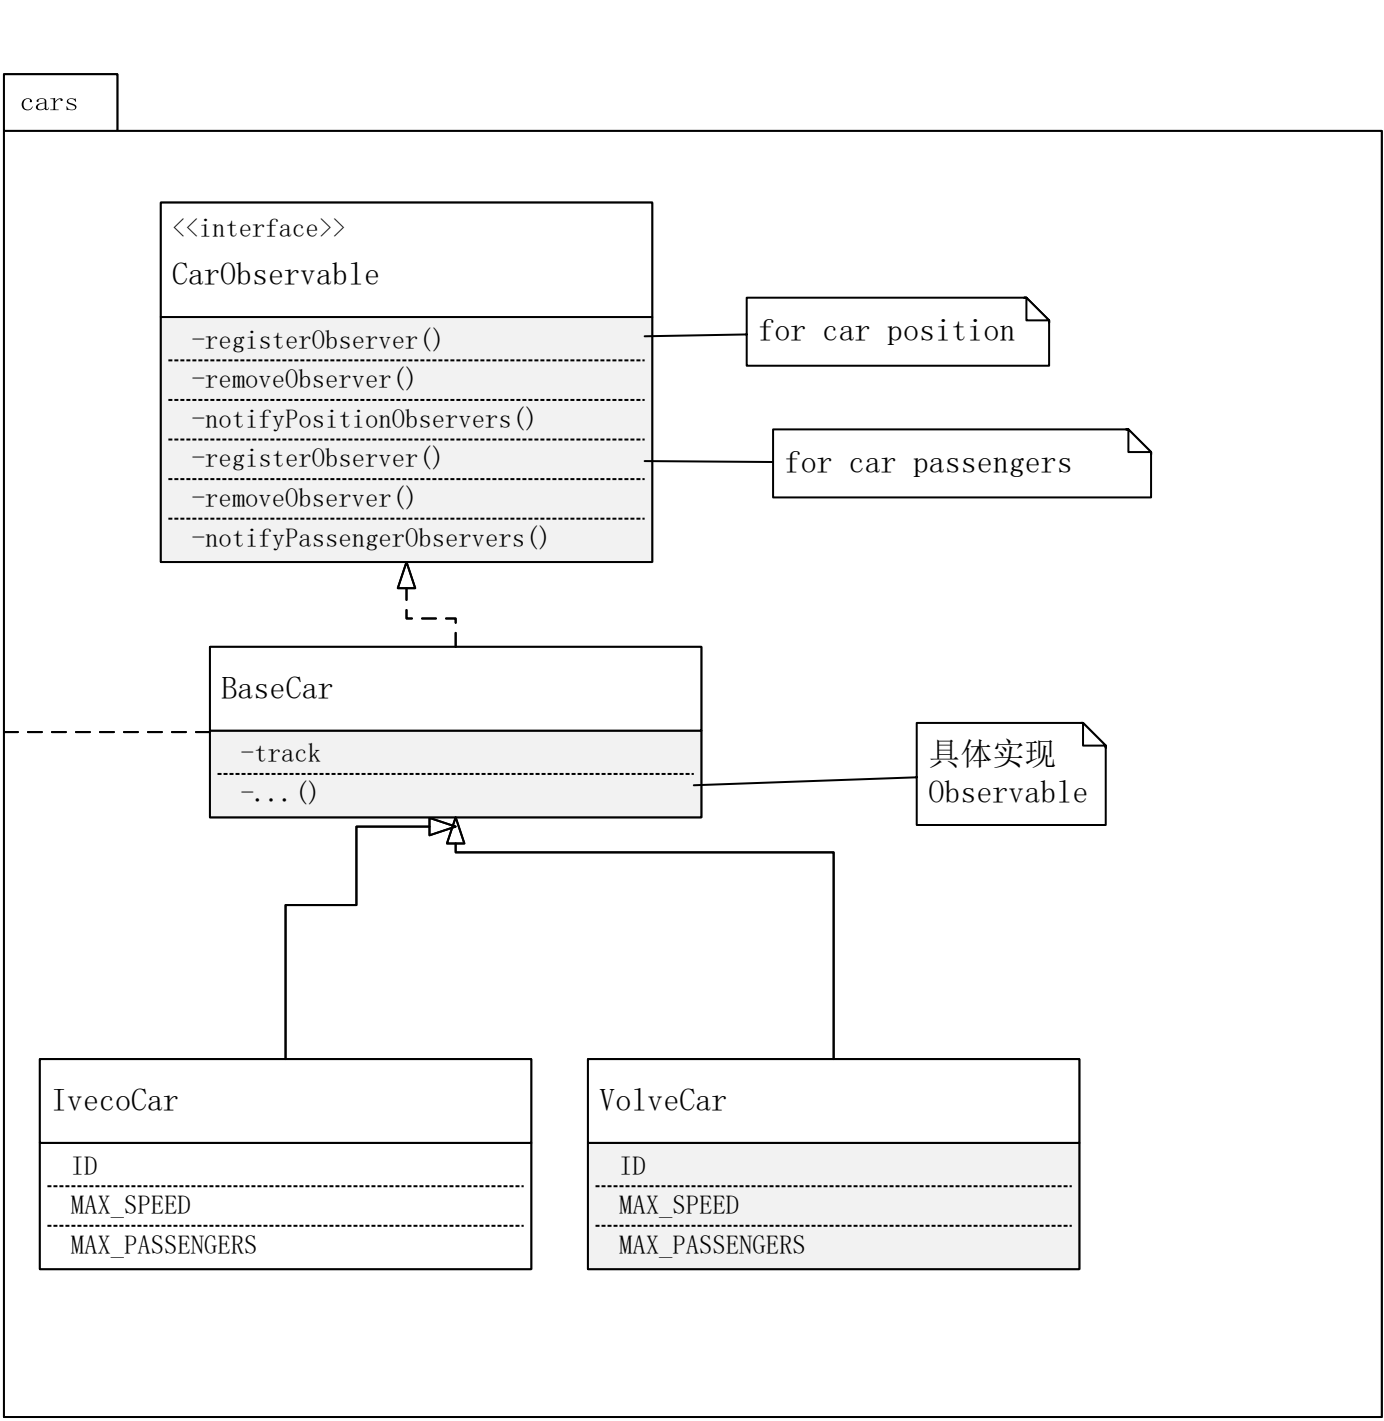 cars
<<interface>>
CarObservable
-registerObserver()
-removeObserver()
-notifyPositionObservers()
-registerObserver()
-removeObserver()
-notifyPassengerObservers()
for car position
for car passengers
BaseCar
-track
-...()
具体实现
Observable
IvecoCar
ID
MAX_SPEED
MAX_PASSENGERS
VolveCar
ID
MAX_SPEED
MAX_PASSENGERS